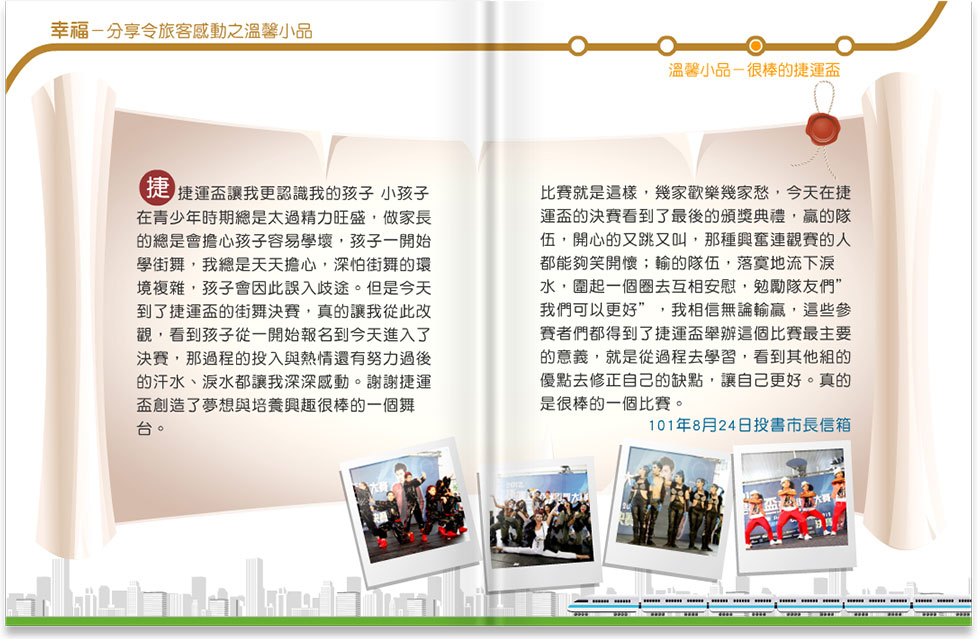 幸福－分享令旅客感動之溫馨小品
溫馨小品－很棒的捷運盃
捷 捷運盃讓我更認識我的孩子 小孩子
在青少年時期總是太過精力旺盛，做家長
的總是會擔心孩子容易學壞，孩子一開始
學街舞，我總是天天擔心，深怕街舞的環
境複雜，孩子會因此誤入歧途。但是今天
到了捷運盃的街舞決賽，真的讓我從此改
觀，看到孩子從一開始報名到今天進入了
決賽，那過程的投入與熱情還有努力過後
的汗水、淚水都讓我深深感動。謝謝捷運
盃創造了夢想與培養興趣很棒的一個舞
台。
比賽就是這樣，幾家歡樂幾家愁，今天在捷
運盃的決賽看到了最後的頒獎典禮，贏的隊
伍，開心的又跳又叫，那種興奮連觀賽的人
都能夠笑開懷；輸的隊伍，落寞地流下淚
水，圍起一個圈去互相安慰，勉勵隊友們”
我們可以更好”，我相信無論輸贏，這些參
賽者們都得到了捷運盃舉辦這個比賽最主要
的意義，就是從過程去學習，看到其他組的
優點去修正自己的缺點，讓自己更好。真的
是很棒的一個比賽。
101年8月24日投書市長信箱
大賽
2012